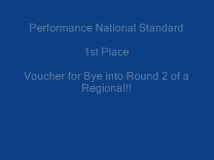 Performance National Standard
1st Place
Voucher for Bye into Round 2 of a
Regional!!